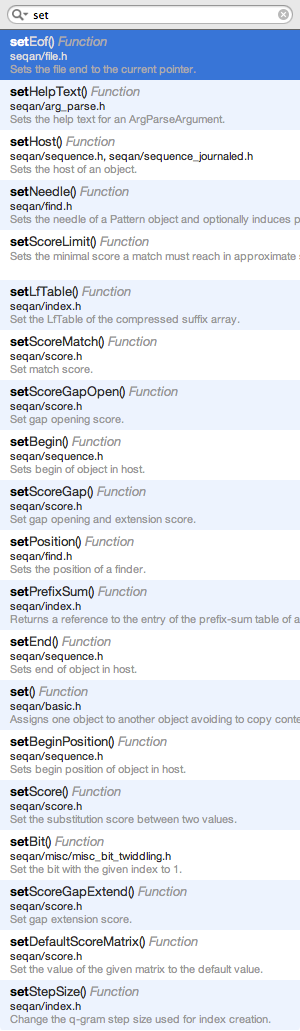 set
setEof() Function
seqan/file.h
Sets the file end to the current pointer.
setHelpText() Function
seqan/arg_parse.h
Sets the help text for an ArgParseArgument.
setHost() Function
seqan/sequence.h, seqan/sequence_journaled.h
Sets the host of an object.
setNeedle() Function
seqan/find.h
Sets the needle of a Pattern object and optionally induces p
setScoreLimit() Function
Sets the minimal score a match must reach in approximate
setLfTable() Function
seqan/index.h
Set the LfTable of the compressed suffix array.
setScoreMatch() Function
seqan/score.h
Set match score.
setScoreGapOpen() Function
seqan/score.h
Set gap opening score.
setBegin() Function
seqan/sequence.h
Sets begin of object in host.
setScoreGap() Function
seqan/score.h
Set gap opening and extension score.
setPosition() Function
seqan/find.h
Sets the position of a finder.
setPrefixSum() Function
seqan/index.h
Returns a reference to the entry of the prefix-sum table of a
setEnd() Function
seqan/sequence.h
Sets end of object in host.
set() Function
seqan/basic.h
Assigns one object to another object avoiding to copy conte
setBeginPosition() Function
seqan/sequence.h
Sets begin position of object in host.
setScore() Function
seqan/score.h
Set the substitution score between two values.
setBit() Function
seqan/misc/misc_bit_twiddling.h
Set the bit with the given index to 1.
setScoreGapExtend() Function
seqan/score.h
Set gap extension score.
setDefaultScoreMatrix() Function
seqan/score.h
Set the value of the given matrix to the default value.
setStepSize() Function
seqan/index.h
Change the q-gram step size used for index creation.